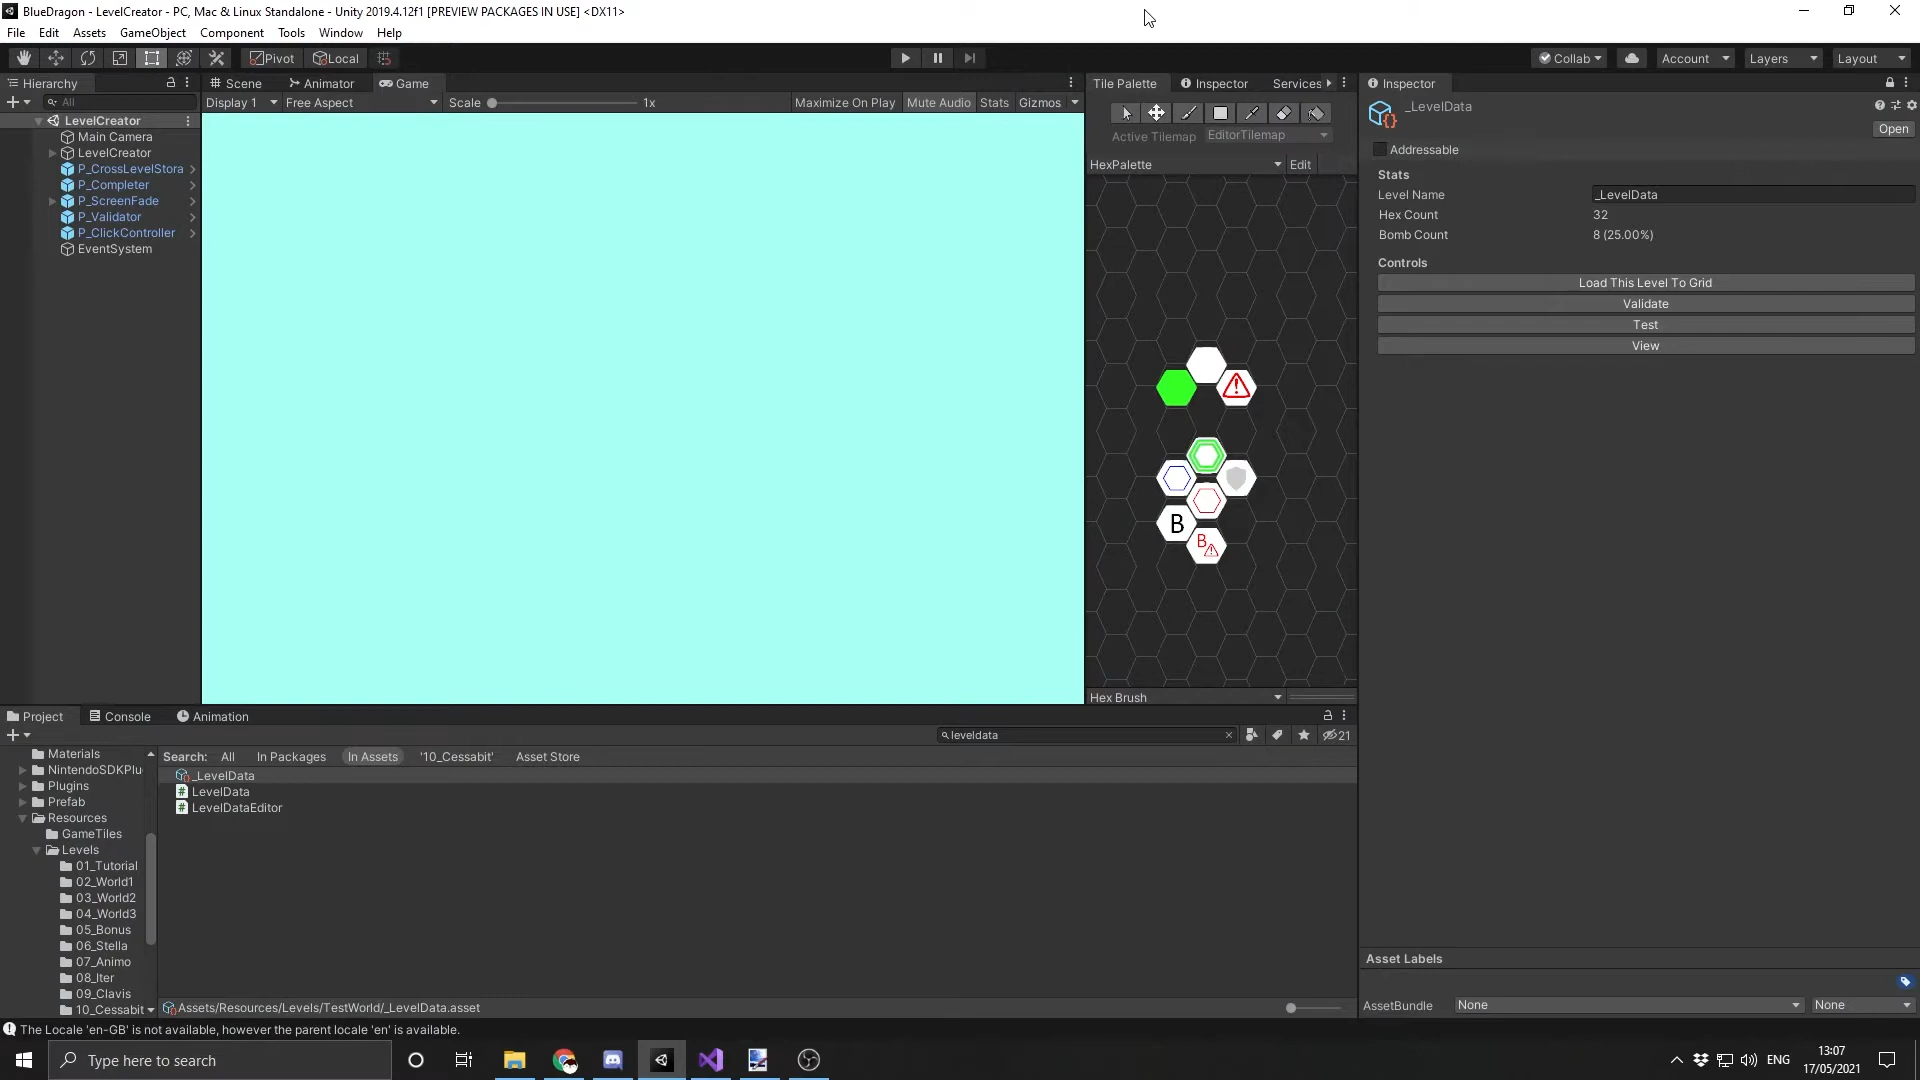 BlueDragon - LevelCreator - PC, Mac & Linux Standalone - Unity 2019.4.12f1 [PREVIEW PACKAGES IN USE] <DX11>
File Edit Assets GameObject Component Tools Window Help
Pivot Local Collab Account Layers Layout
Hierarchy Scene Animator Game Tile Palette Inspector Services Inspector
All Display 1 Free Aspect Scale 1x Maximize On Play Mute Audio Stats Gizmos
_LevelData
Open
LevelCreator
Main Camera
LevelCreator
P_CrossLevelStora
P_Completer
P_ScreenFade
P_Validator
P_ClickController
EventSystem
Active Tilemap EditorTilemap
HexPalette Edit
B
B
Hex Brush
Addressable
Stats
Level Name _LevelData
Hex Count 32
Bomb Count 8 (25.00%)
Controls
Load This Level To Grid
Validate
Test
View
Project Console Animation
leveldata 21
Search: All In Packages In Assets '10_Cessabit' Asset Store
Materials
NintendoSDKPlu
Plugins
Prefab
Resources
GameTiles
Levels
01_Tutorial
02_World1
03_World2
04_World3
05_Bonus
06_Stella
07_Animo
08_Iter
09_Clavis
10_Cessabit
_LevelData
LevelData
LevelDataEditor
Assets/Resources/Levels/TestWorld/_LevelData.asset
Asset Labels
AssetBundle None None
The Locale 'en-GB' is not available, however the parent locale 'en' is available.
Type here to search
ENG
13:07
17/05/2021